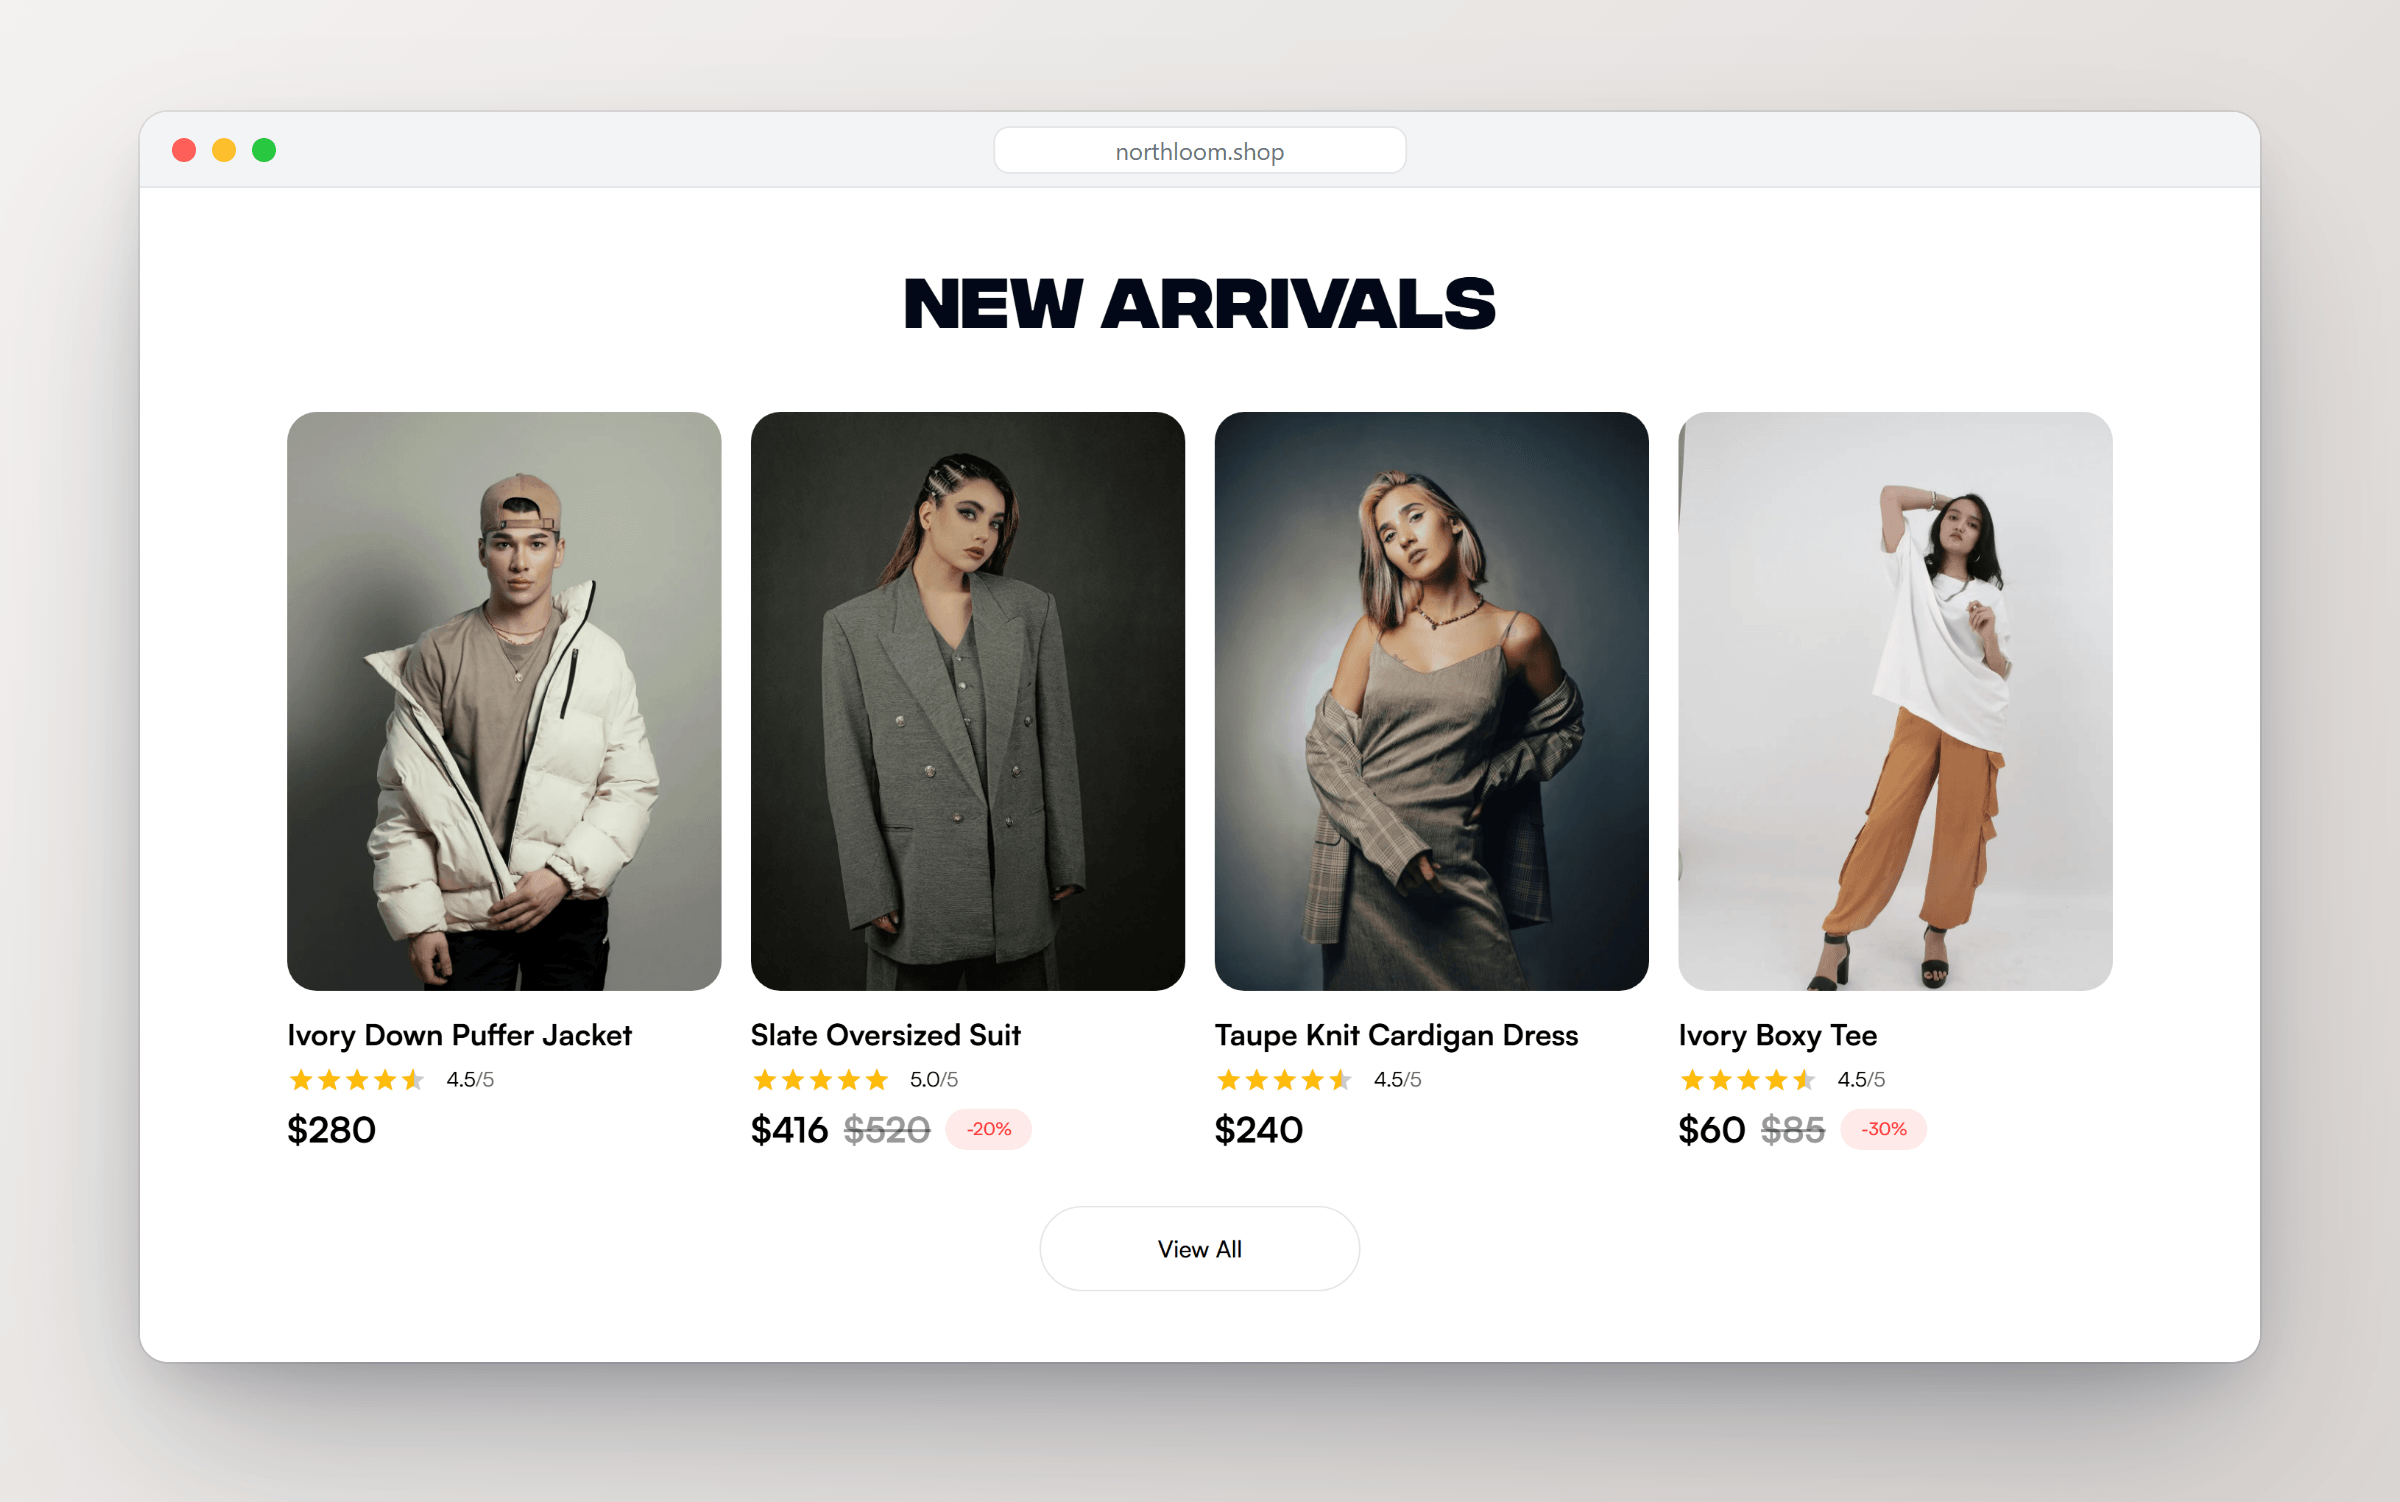 northloom.shop
NEW ARRIVALS
Ivory Down Puffer Jacket
4.5/5
$280
Slate Oversized Suit
5.0/5
$416 $520 -20%
Taupe Knit Cardigan Dress
4.5/5
$240
Ivory Boxy Tee
4.5/5
$60 $85 -30%
View All